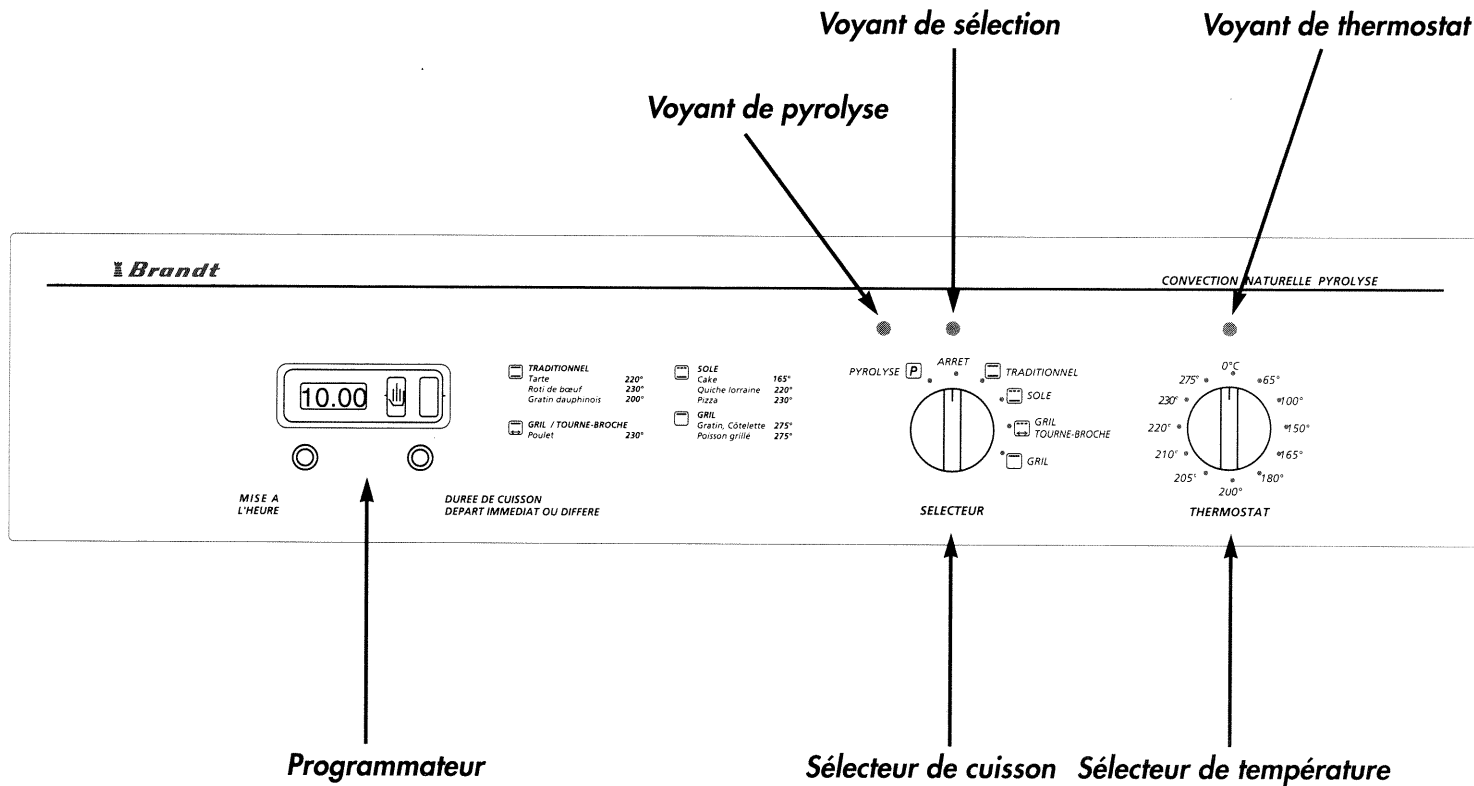 Voyant de sélection
Voyant de thermostat
Voyant de pyrolyse
Brandt
CONVECTION NATURELLE PYROLYSE
10.00
MISE A
L'HEURE
DUREE DE CUISSON
DEPART IMMEDIAT OU DIFFERE
TRADITIONNEL
Tarte 220°
Roti de bœuf 230°
Gratin dauphinois 200°
GRIL / TOURNE-BROCHE
Poulet 230°
SOLE
Cake 165°
Quiche lorraine 220°
Pizza 230°
GRIL
Gratin, Côtelette 275°
Poisson grillé 275°
PYROLYSE P
ARRET
TRADITIONNEL
SOLE
GRIL
TOURNE-BROCHE
GRIL
SELECTEUR
0°C
65°
100°
150°
165°
180°
200°
205°
210°
220°
230°
275°
THERMOSTAT
Programmateur
Sélecteur de cuisson
Sélecteur de température